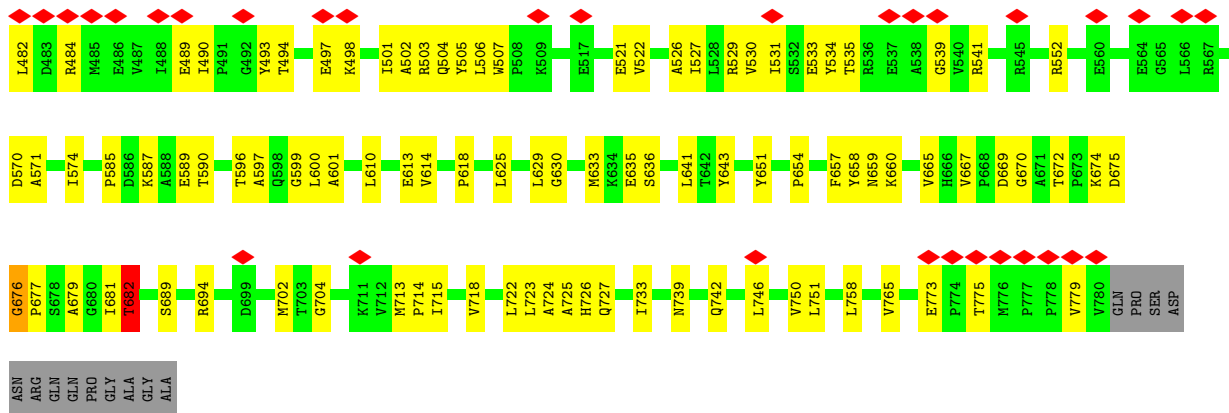 L482 D483 R484 M485 E486 V487 I488 E489 I490 P491 G492 Y493 T494 E497 K498 I501 A502 R503 Q504 Y505 L506 W507 P508 K509 E517 E521 V522 A526 I527 L528 R529 V530 I531 S532 E533 Y534 T535 R536 E537 A538 G539 V540 R541 R545 R552 E560 E564 G565 L566 R567
D570 A571 I574 P585 D586 K587 A588 E589 T590 T596 A597 Q598 G599 L600 A601 L610 E613 V614 P618 L625 L629 G630 M633 K634 E635 S636 L641 T642 Y643 Y651 P654 F657 Y658 N659 K660 V665 H666 V667 P668 D669 G670 A671 T672 P673 K674 D675
G676 P677 S678 A679 G680 I681 T682 S689 R694 D699 M702 T703 G704 K711 V712 M713 P714 I715 V718 L722 L723 A724 A725 H726 Q727 I733 N739 Q742 L746 V750 L751 L758 V765 E773 P774 T775 M776 P777 P778 V779 V780 GLN PRO SER ASP
ASN ARG GLN GLN PRO GLY ALA GLY ALA